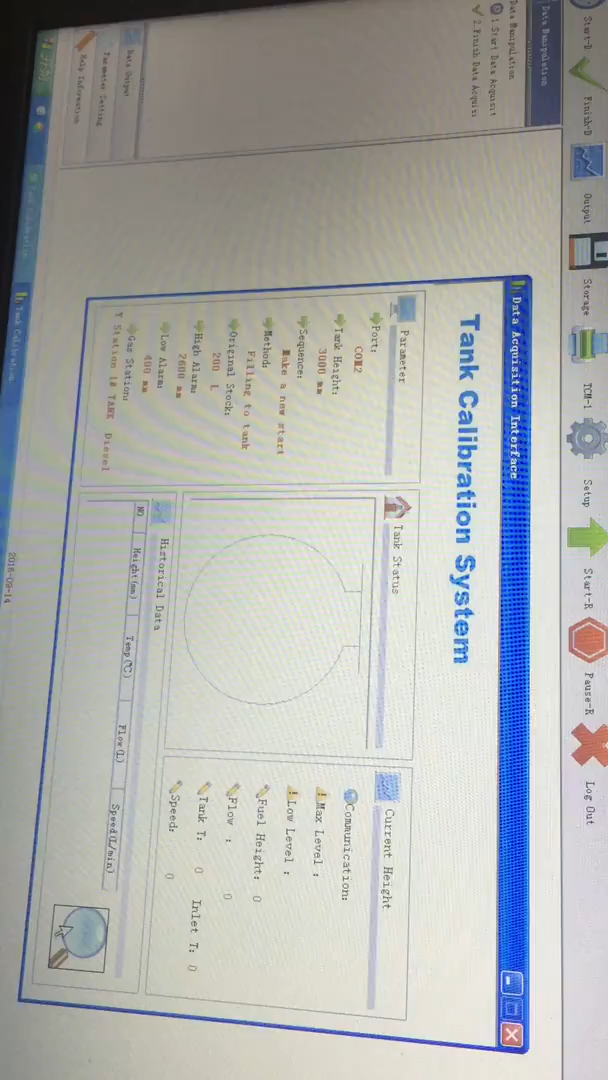 Start-D
Finish-D
Output
Storage
TCM-1
Setup
Start-R
Pause-R
Log Out
Data Manipulation
Data Manipulation
1.Start Data Acquisit
2.Finish Data Acquisi
Data Output
Parameter Setting
Help Information
Data Acquisition Interface
Tank Calibration System
Parameter
Port:
COM2
Tank Height:
3000 mm
Sequence:
Make a new start
Method:
Filling to tank
Original Stock:
200 L
High Alarm:
2600 mm
Low Alarm:
400 mm
Gas Station:
Y Station 1# TANK Diesel
Tank Status
Current Height
Communication:
Max Level :
Low Level :
Fuel Height: 0
Flow : 0
Tank T: 0 Inlet T: 0
Speed: 0
Historical Data
NO. Height(mm) Temp(℃) Flow(L) Speed(L/min)
Tank Calibration
2016-09-14